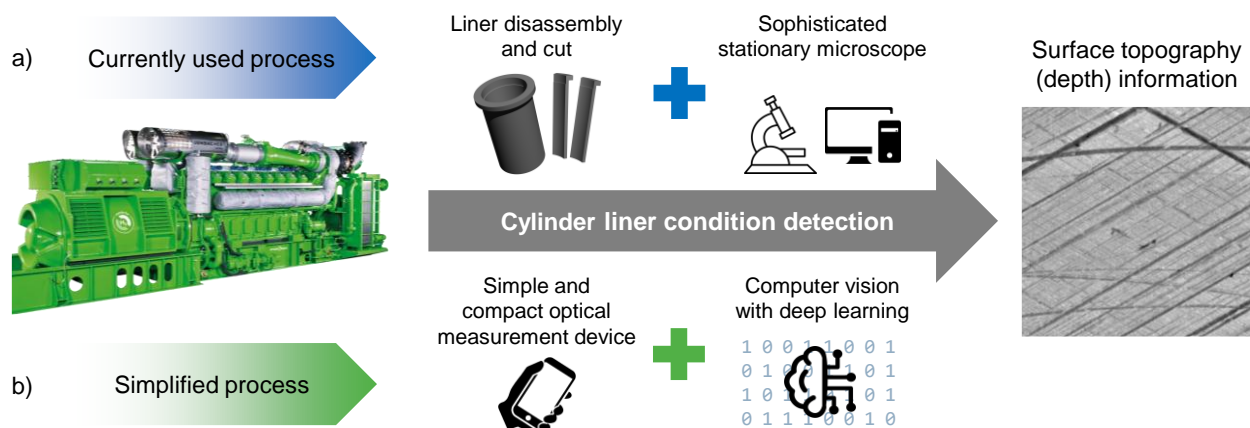 a)
Currently used process
Liner disassembly
and cut
Sophisticated
stationary microscope
Surface topography
(depth) information
Cylinder liner condition detection
b)
Simplified process
Simple and
compact optical
measurement device
Computer vision
with deep learning
1 0 0 1 1 0 0 1
0 1 0 0 1 1 0 1
1 0 1 1 0 1 0 1
0 1 1 1 0 0 1 0